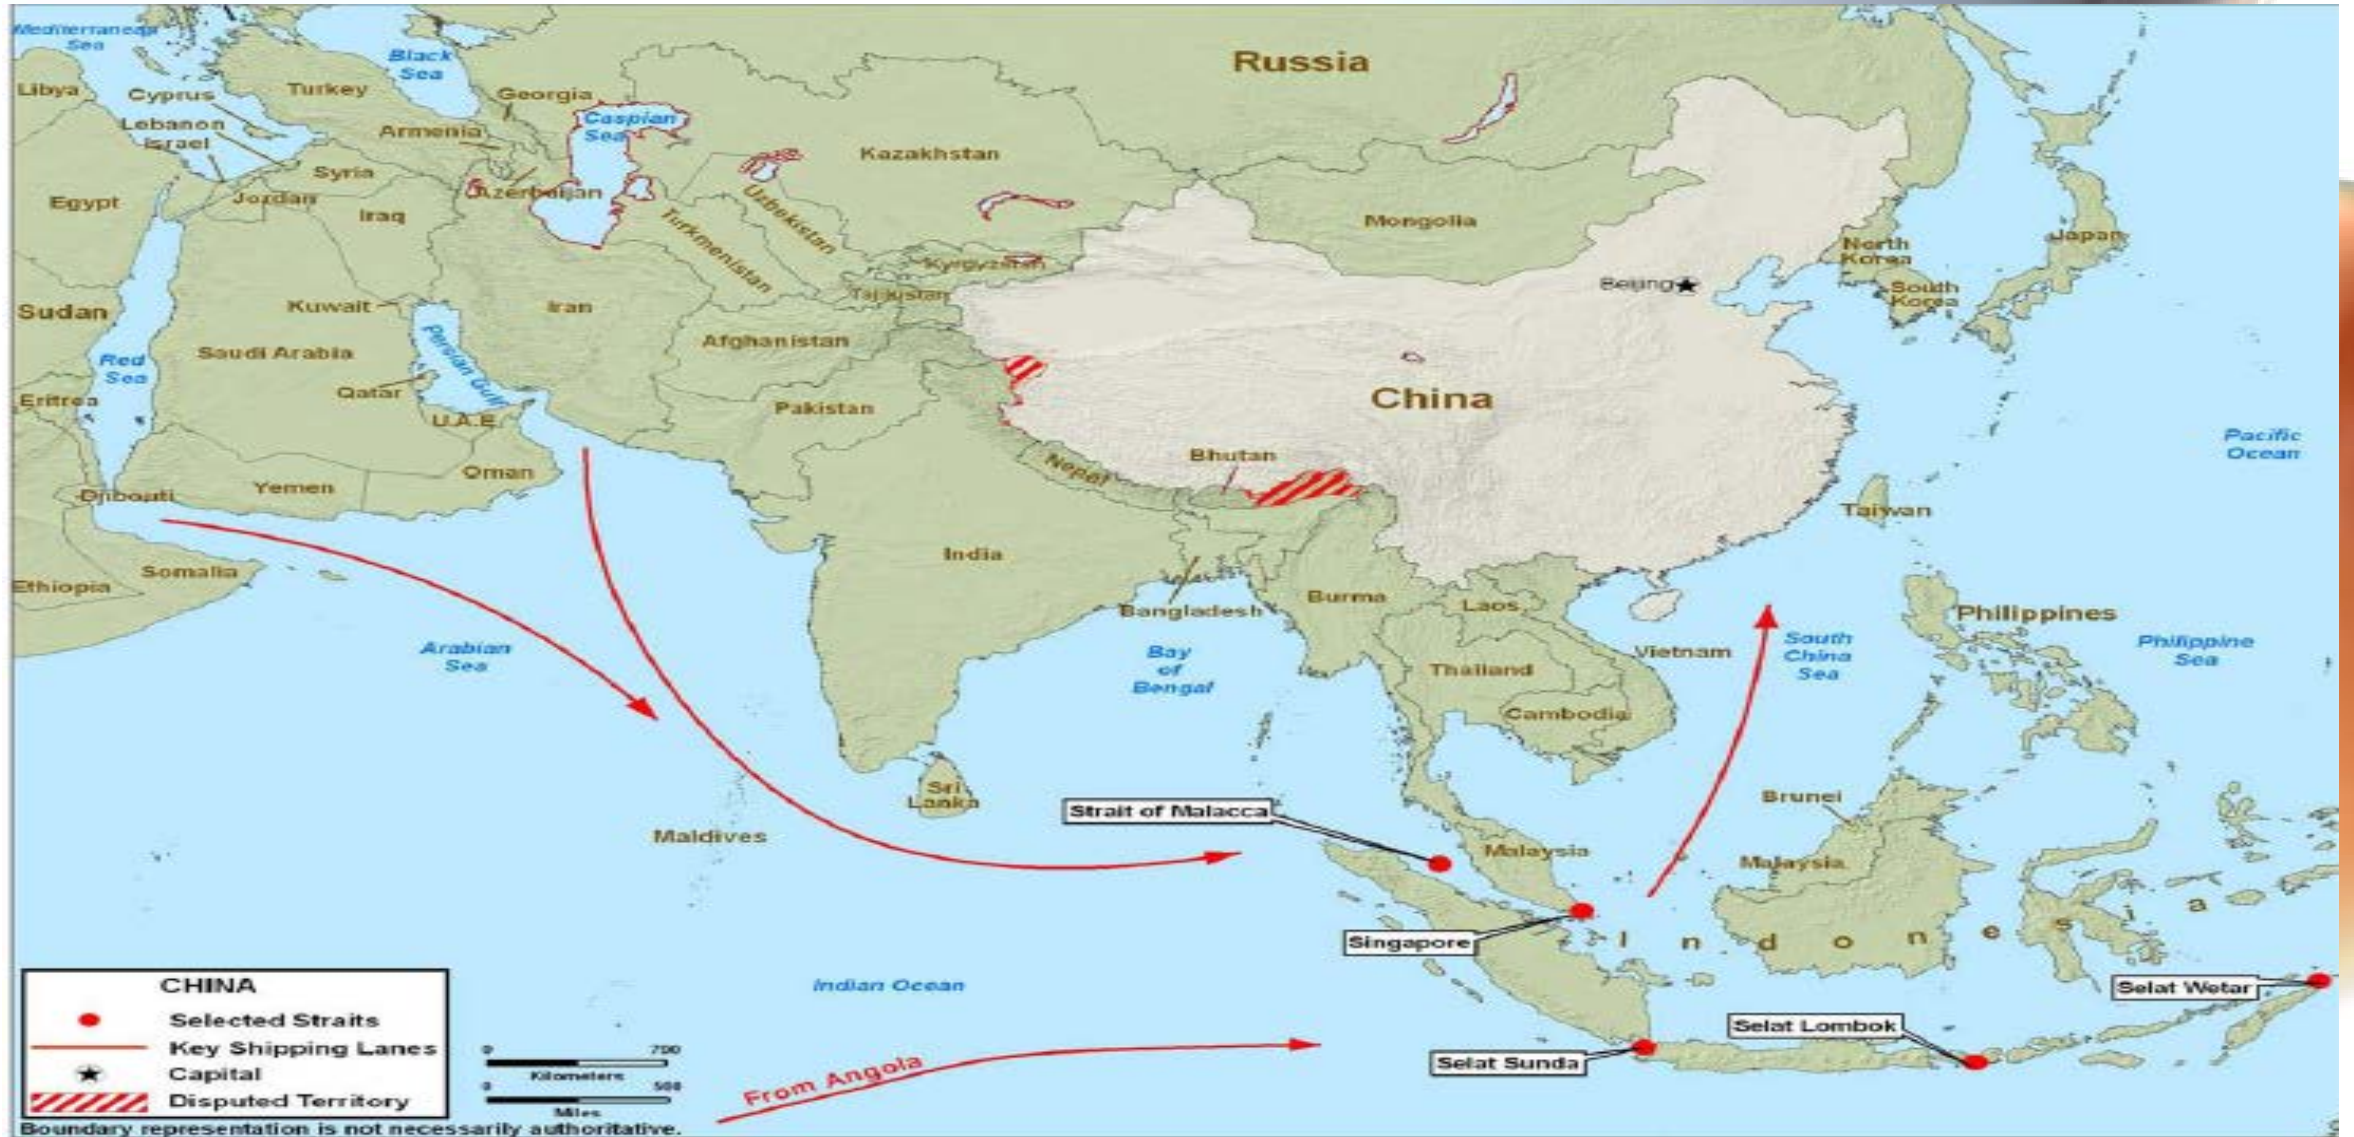 Mediterranean
Sea
Black
Sea
Russia
Libya
Cyprus
Turkey
Georgia
Lebanon
Israel
Armenia
Caspian
Sea
Kazakhstan
Syria
Egypt
Jordan
Iraq
Azerbaijan
Uzbekistan
Turkmenistan
Mongolia
North
Korea
Japan
Kyrgyzstan
Tajikistan
Beijing
South
Korea
Sudan
Kuwait
Iran
Afghanistan
Red
Sea
Saudi Arabia
Persian Gulf
Qatar
Eritrea
U.A.E.
Pakistan
China
Pacific
Ocean
Bhutan
Nepal
Oman
Yemen
Djibouti
Taiwan
India
Somalia
Ethiopia
Bangladesh
Burma
Laos
Philippines
Arabian
Sea
Bay
of
Bengal
Vietnam
South
China
Sea
Philippine
Sea
Thailand
Cambodia
Sri
Lanka
Strait of Malacca
Brunei
Maldives
Malaysia
Malaysia
Singapore
Indonesia
Indian Ocean
Selat Wetar
Selat Lombok
Selat Sunda
From Angola
CHINA
Selected Straits
Key Shipping Lanes
Capital
Disputed Territory
0 700
Kilometers
0 500
Miles
Boundary representation is not necessarily authoritative.